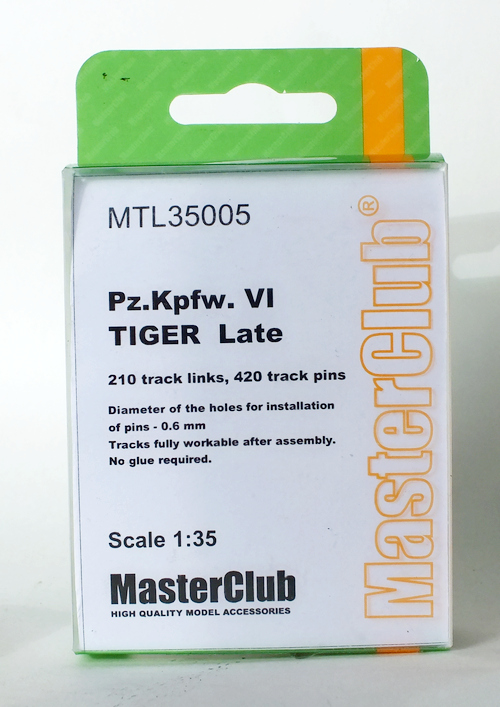 MTL35005
Pz.Kpfw. VI
TIGER Late
210 track links, 420 track pins
Diameter of the holes for installation
of pins - 0.6 mm
Tracks fully workable after assembly.
No glue required.
Scale 1:35
MasterClub
HIGH QUALITY MODEL ACCESSORIES
MasterClub®